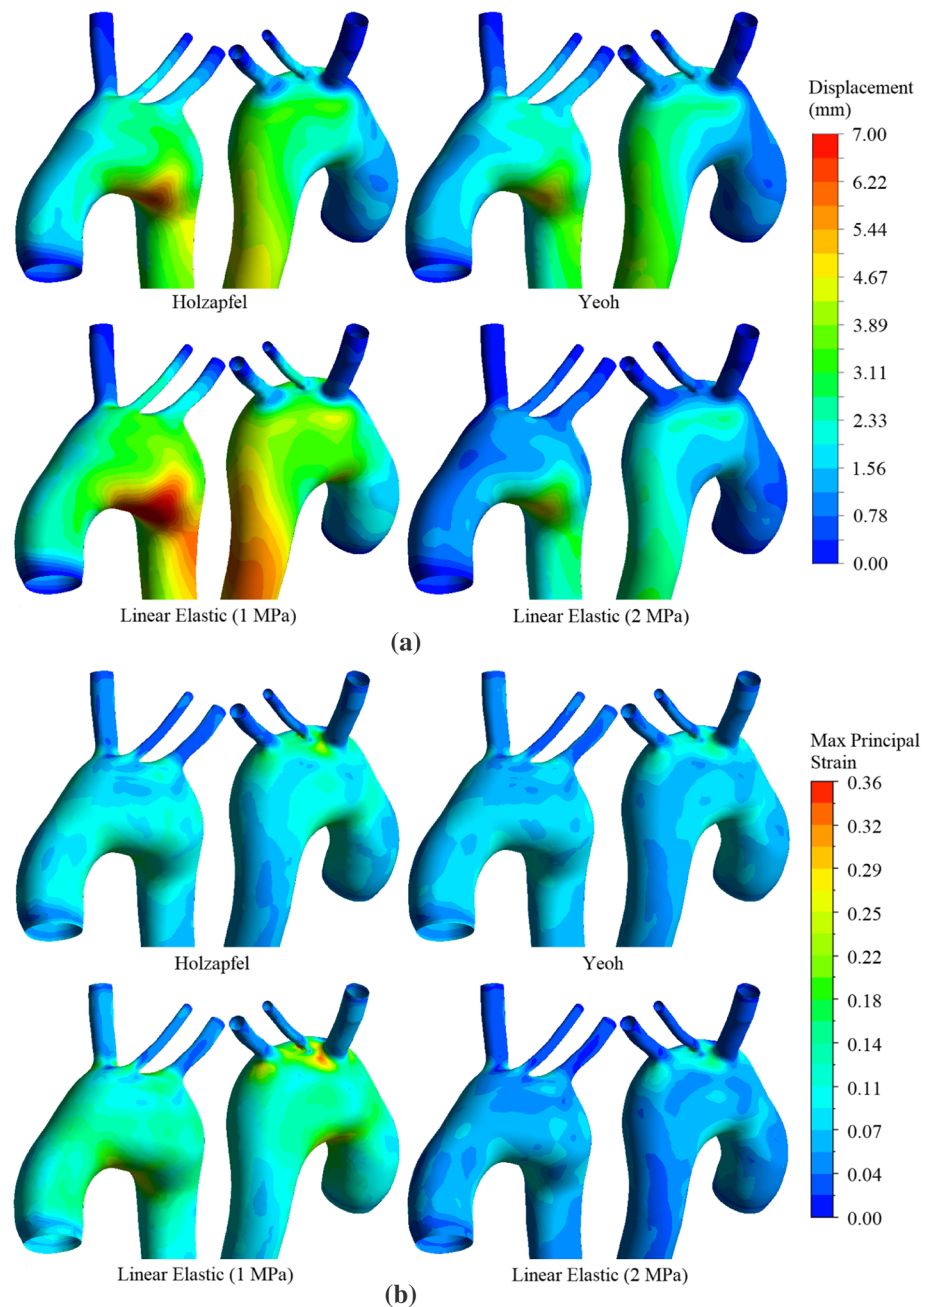 Displacement
(mm)
7.00
6.22
5.44
4.67
3.89
3.11
2.33
1.56
0.78
0.00
Holzapfel
Yeoh
Linear Elastic (1 MPa)
Linear Elastic (2 MPa)
(a)
Max Principal
Strain
0.36
0.32
0.29
0.25
0.22
0.18
0.14
0.11
0.07
0.04
0.00
Holzapfel
Yeoh
Linear Elastic (1 MPa)
Linear Elastic (2 MPa)
(b)